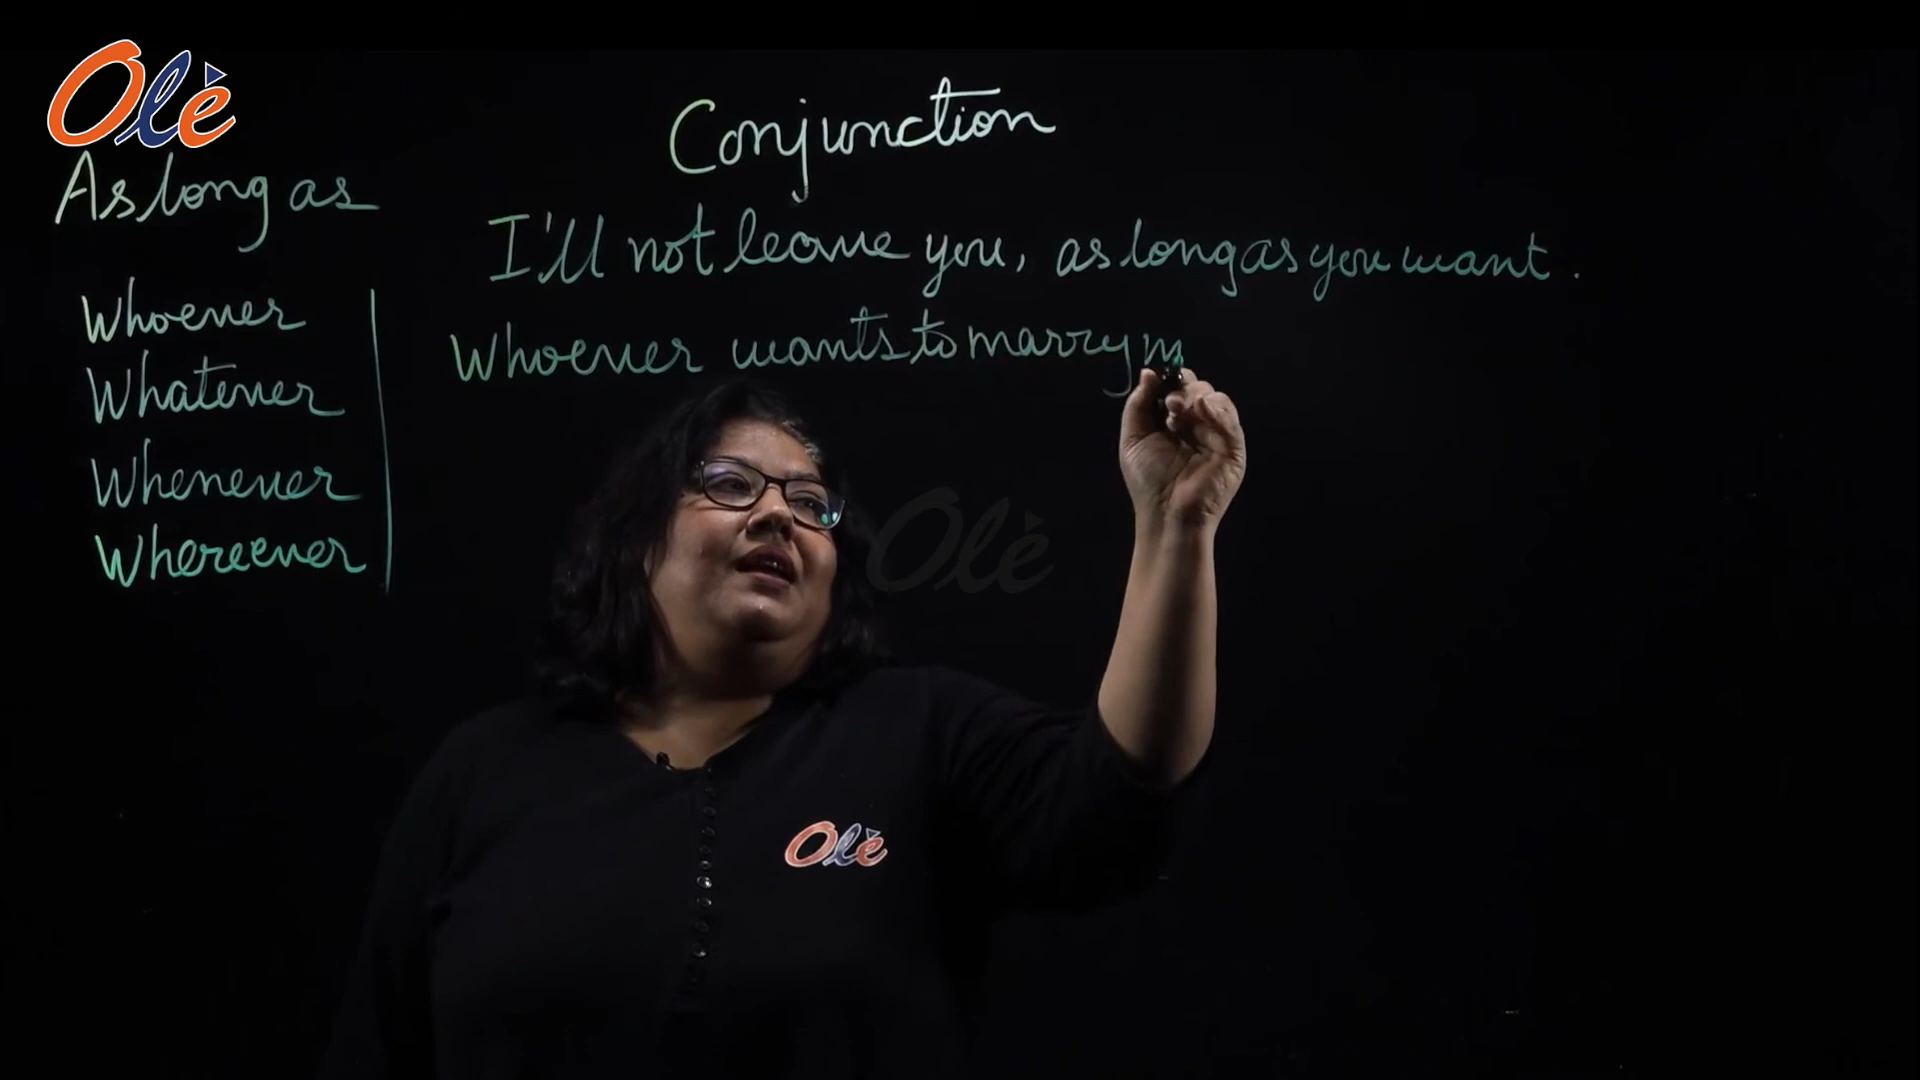 Olè
Conjunction
As long as
I'll not leave you, as long as you want.
Whoever
Whoever wants to marry m
Whatever
Whenever
Whereever
Olè
Olè